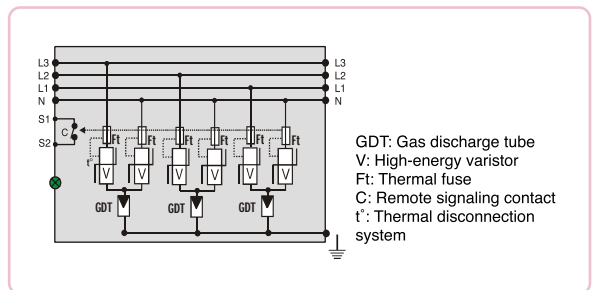 L3 L3
L2 L2
L1 L1
N N
S1
C
S2
Ft Ft Ft Ft Ft Ft
t°
V V V V V V
GDT GDT GDT
GDT: Gas discharge tube
V: High-energy varistor
Ft: Thermal fuse
C: Remote signaling contact
t°: Thermal disconnection
system